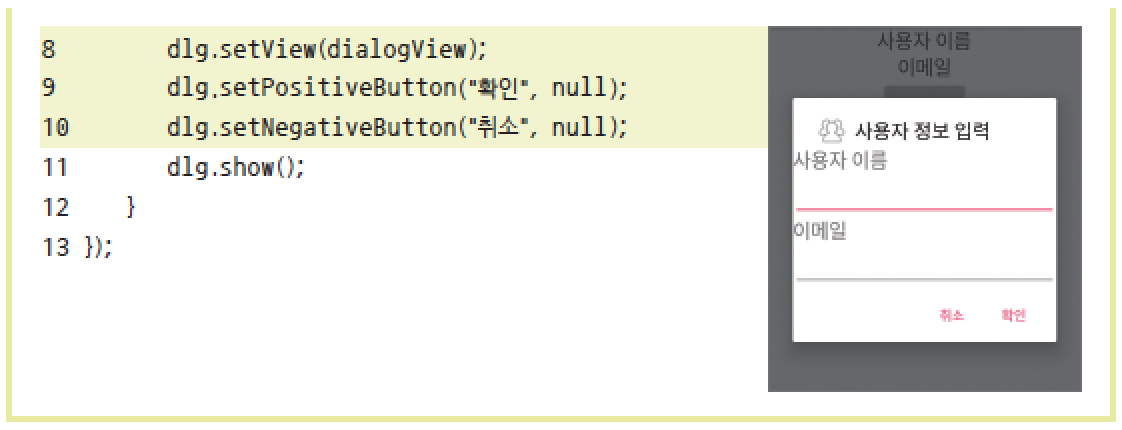 8 dlg.setView(dialogView);
9 dlg.setPositiveButton("확인", null);
10 dlg.setNegativeButton("취소", null);
11 dlg.show();
12 }
13 });
사용자 이름
이메일
사용자 정보 입력
사용자 이름
이메일
취소 확인